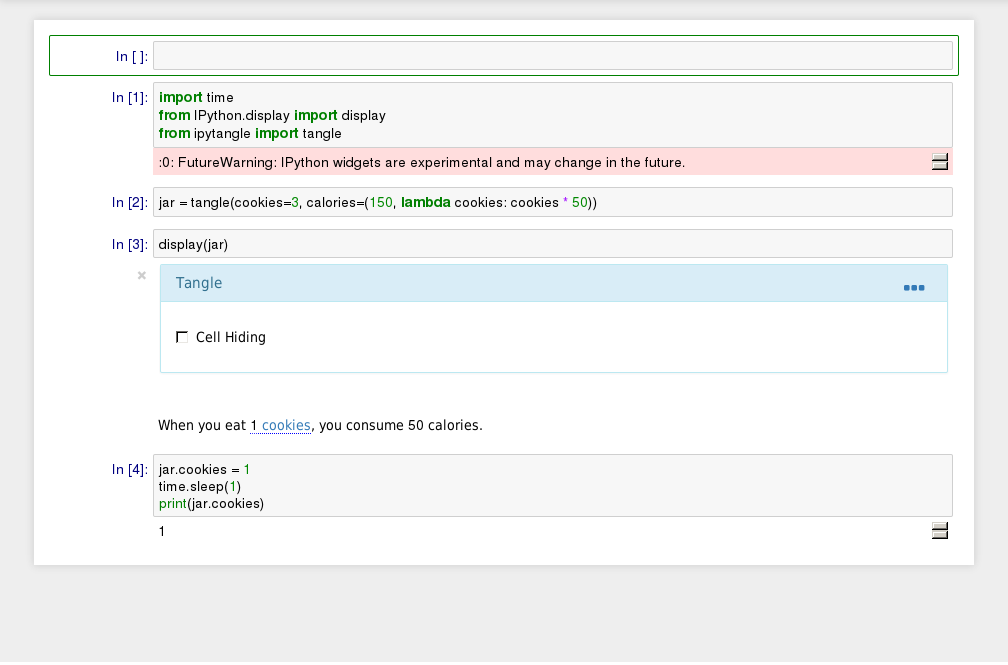 In [ ]:
In [1]: import time
from IPython.display import display
from ipytangle import tangle
:0: FutureWarning: IPython widgets are experimental and may change in the future.
In [2]: jar = tangle(cookies=3, calories=(150, lambda cookies: cookies * 50))
In [3]: display(jar)
×
Tangle
Cell Hiding
When you eat 1 cookies, you consume 50 calories.
In [4]: jar.cookies = 1
time.sleep(1)
print(jar.cookies)
1